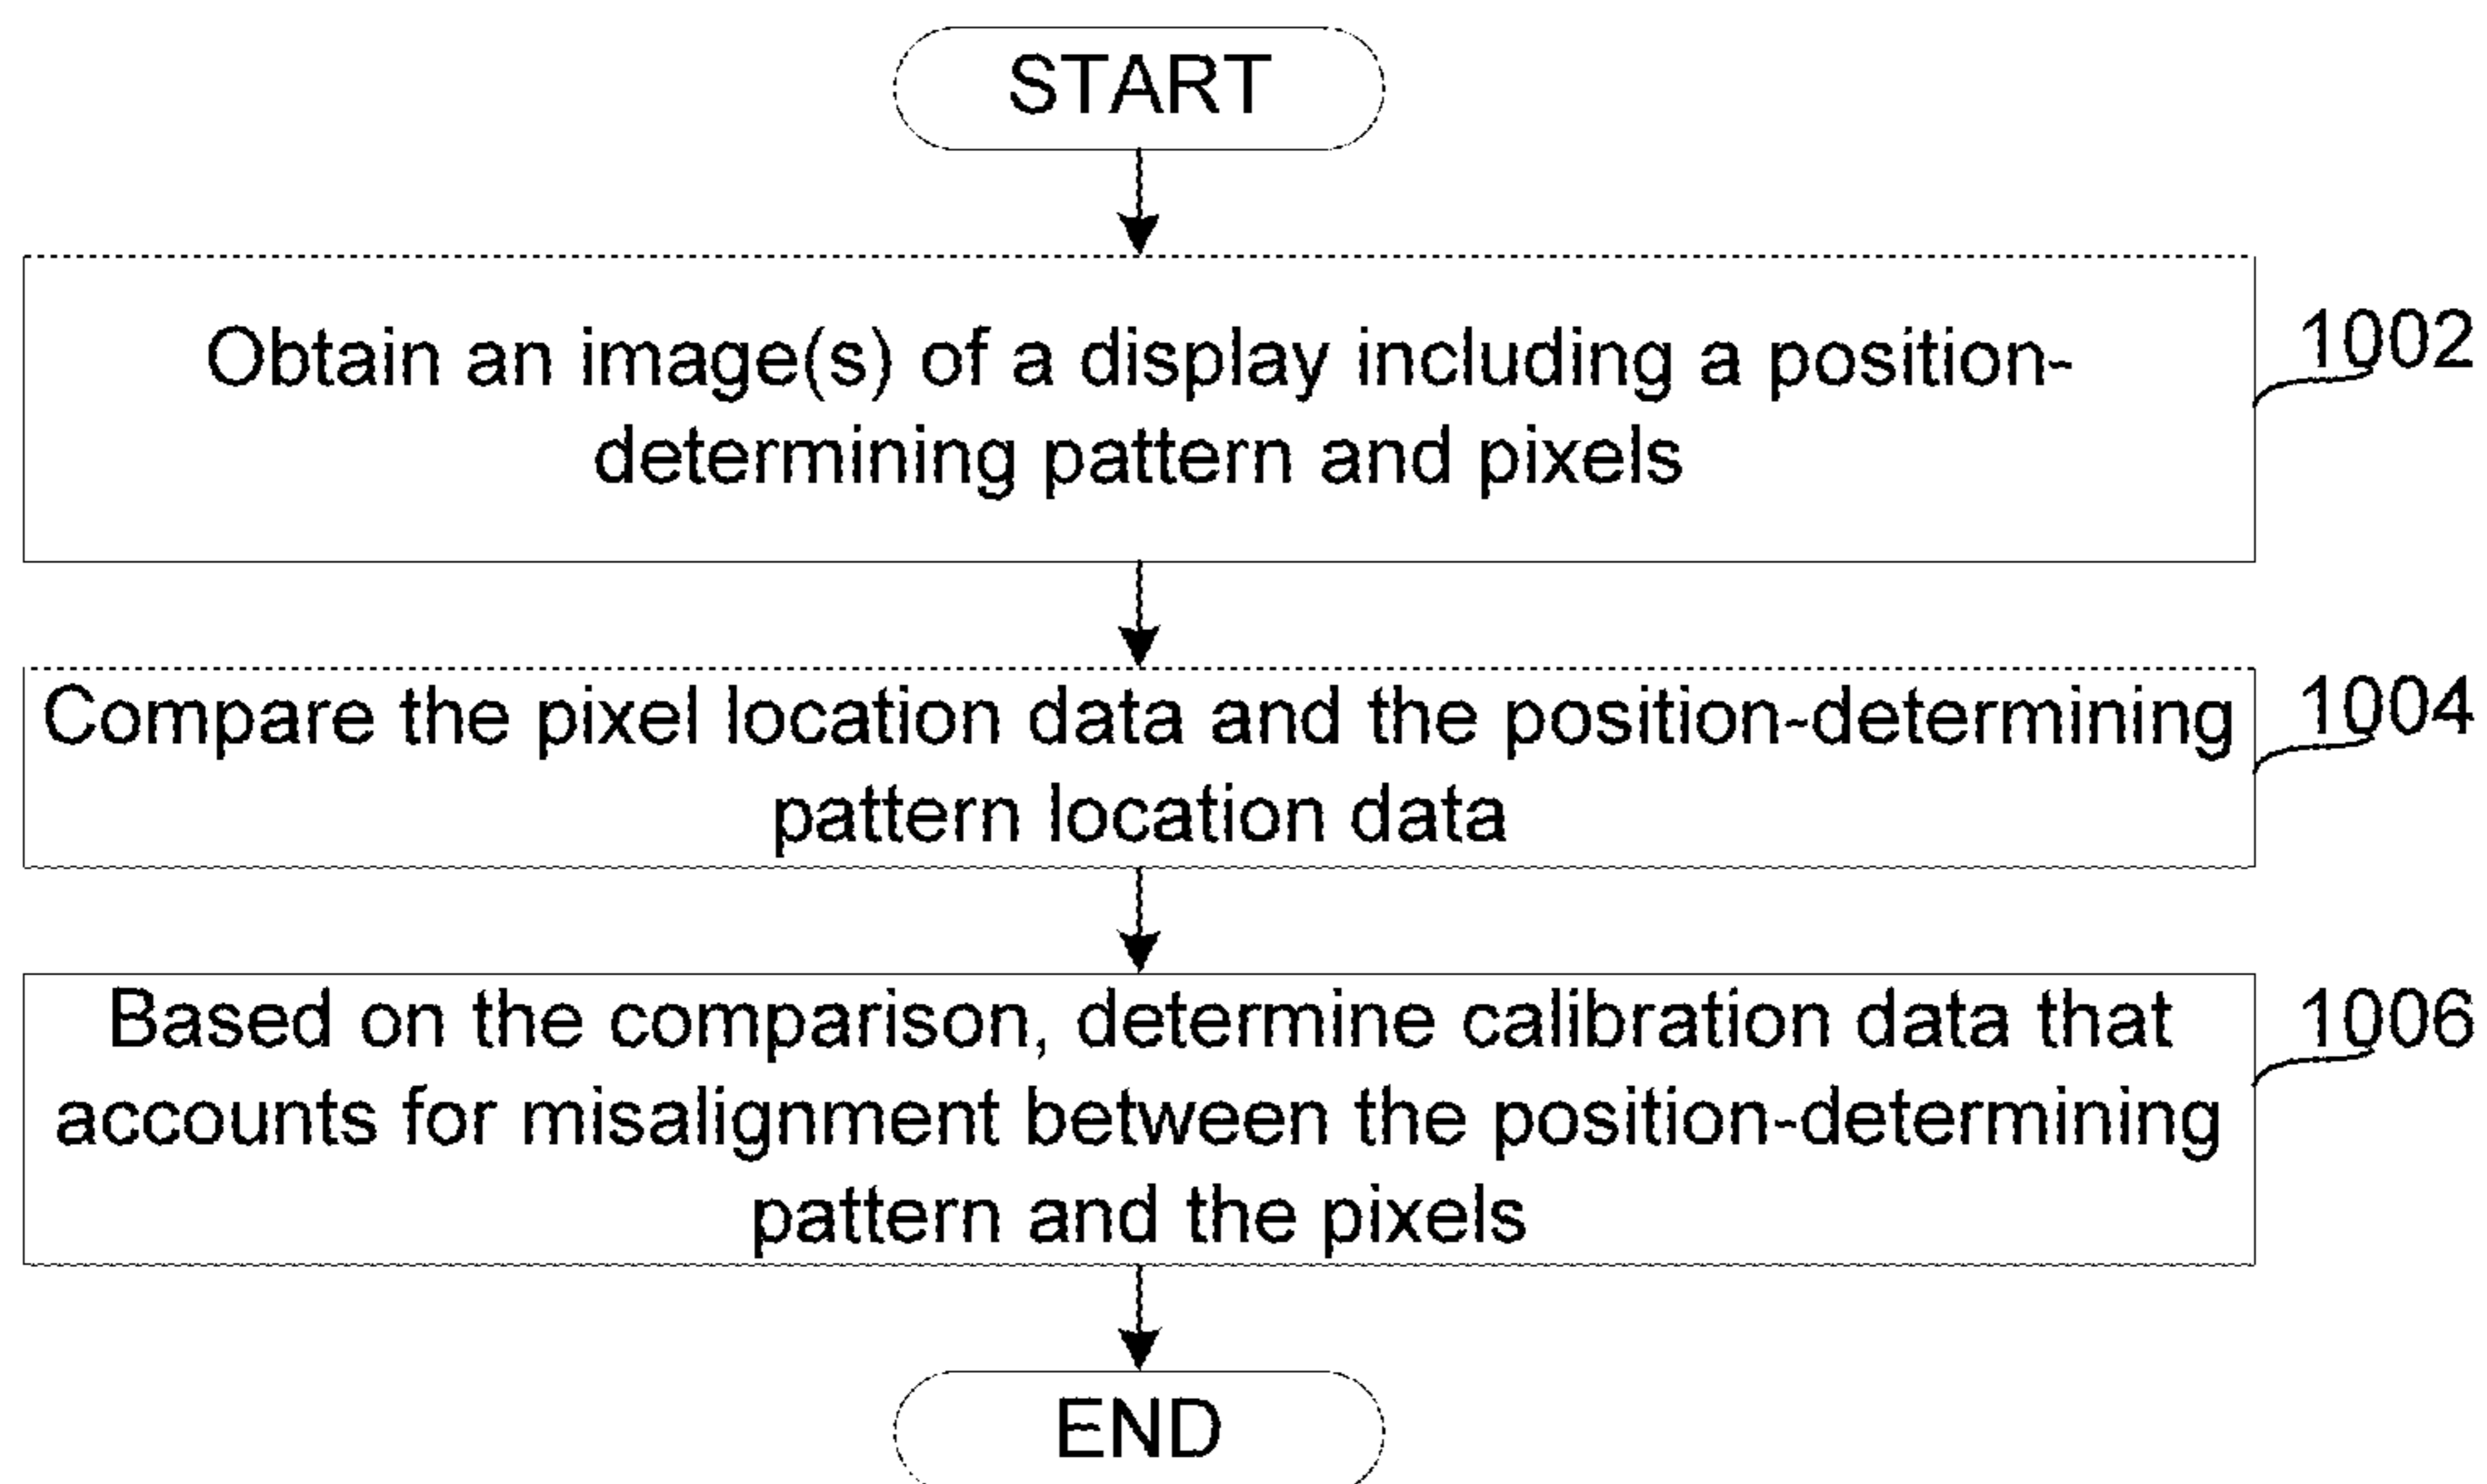 START
Obtain an image(s) of a display including a position-
determining pattern and pixels
1002
Compare the pixel location data and the position-determining
pattern location data
1004
Based on the comparison, determine calibration data that
accounts for misalignment between the position-determining
pattern and the pixels
1006
END